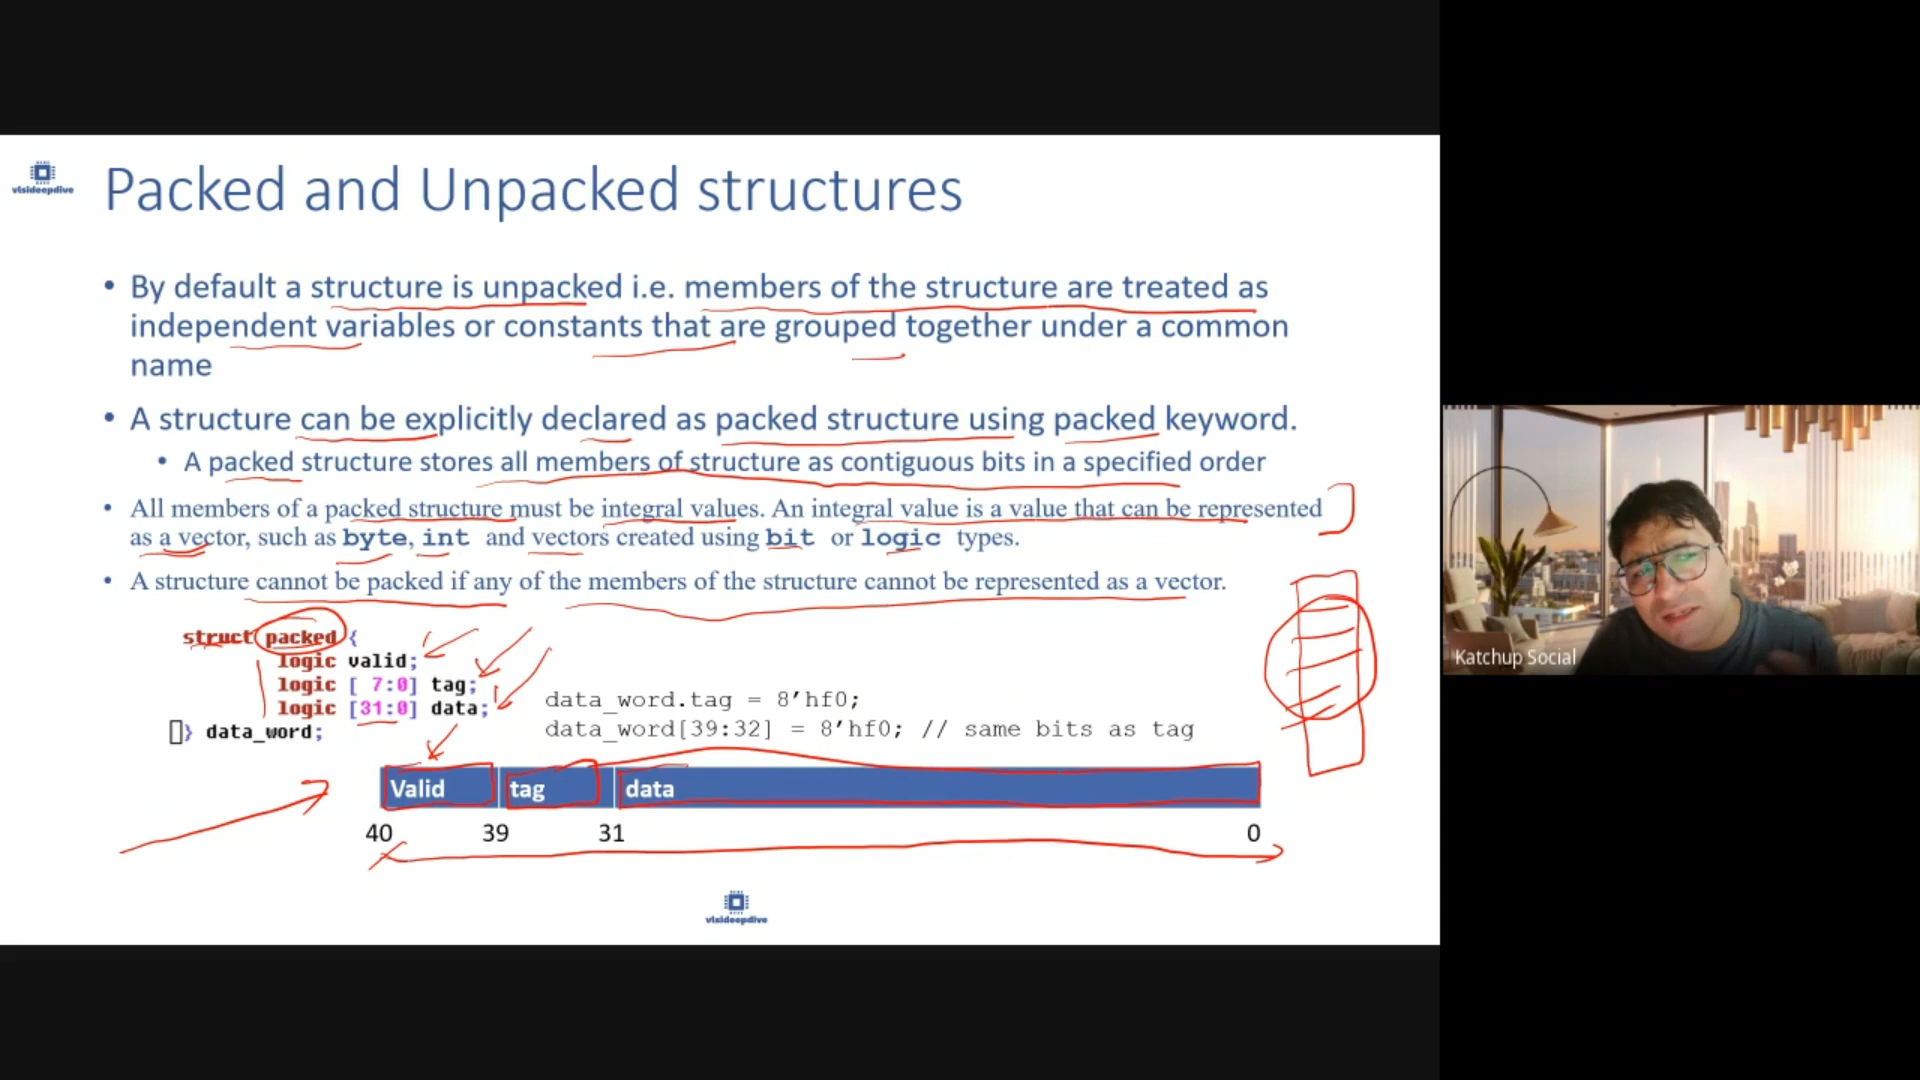 vlsideepdive
Packed and Unpacked structures
• By default a structure is unpacked i.e. members of the structure are treated as
independent variables or constants that are grouped together under a common
name
• A structure can be explicitly declared as packed structure using packed keyword.
• A packed structure stores all members of structure as contiguous bits in a specified order
• All members of a packed structure must be integral values. An integral value is a value that can be represented
as a vector, such as byte, int and vectors created using bit or logic types.
• A structure cannot be packed if any of the members of the structure cannot be represented as a vector.
struct packed {
logic valid;
logic [ 7:0] tag;
logic [31:0] data;
} data_word;
data_word.tag = 8’hf0;
data_word[39:32] = 8’hf0; // same bits as tag
Valid tag data
40 39 31 0
vlsideepdive
Katchup Social